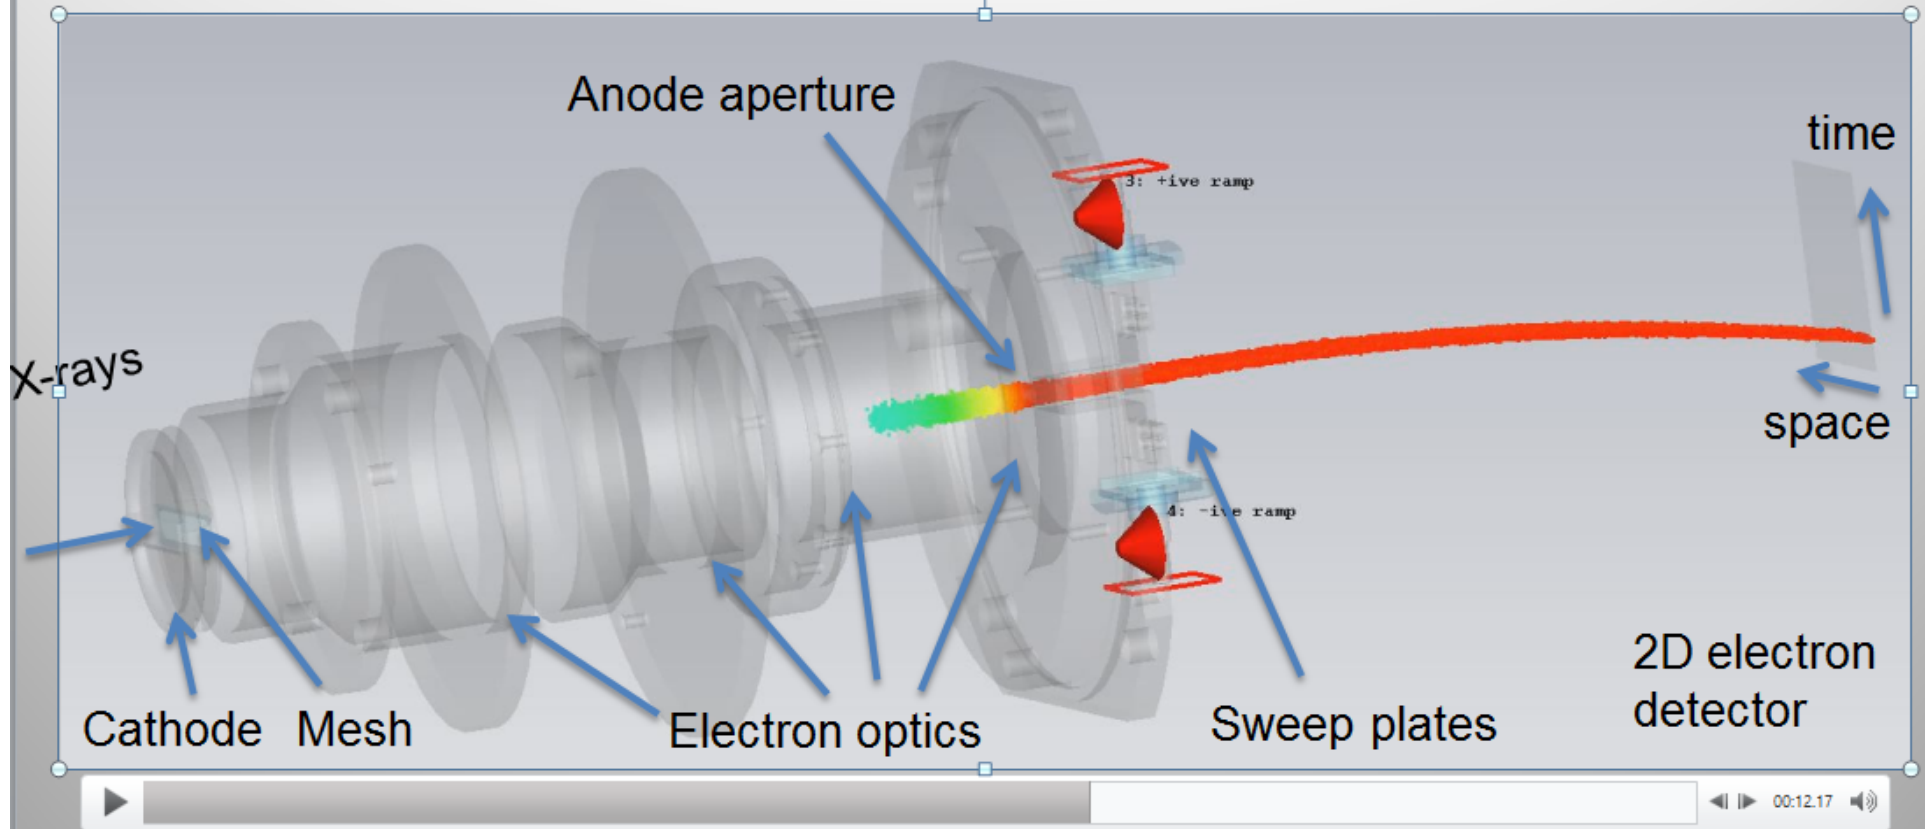 Anode aperture
time
3: +ive ramp
X-rays
space
4: -ive ramp
2D electron
detector
Cathode
Mesh
Electron optics
Sweep plates
00:12.17